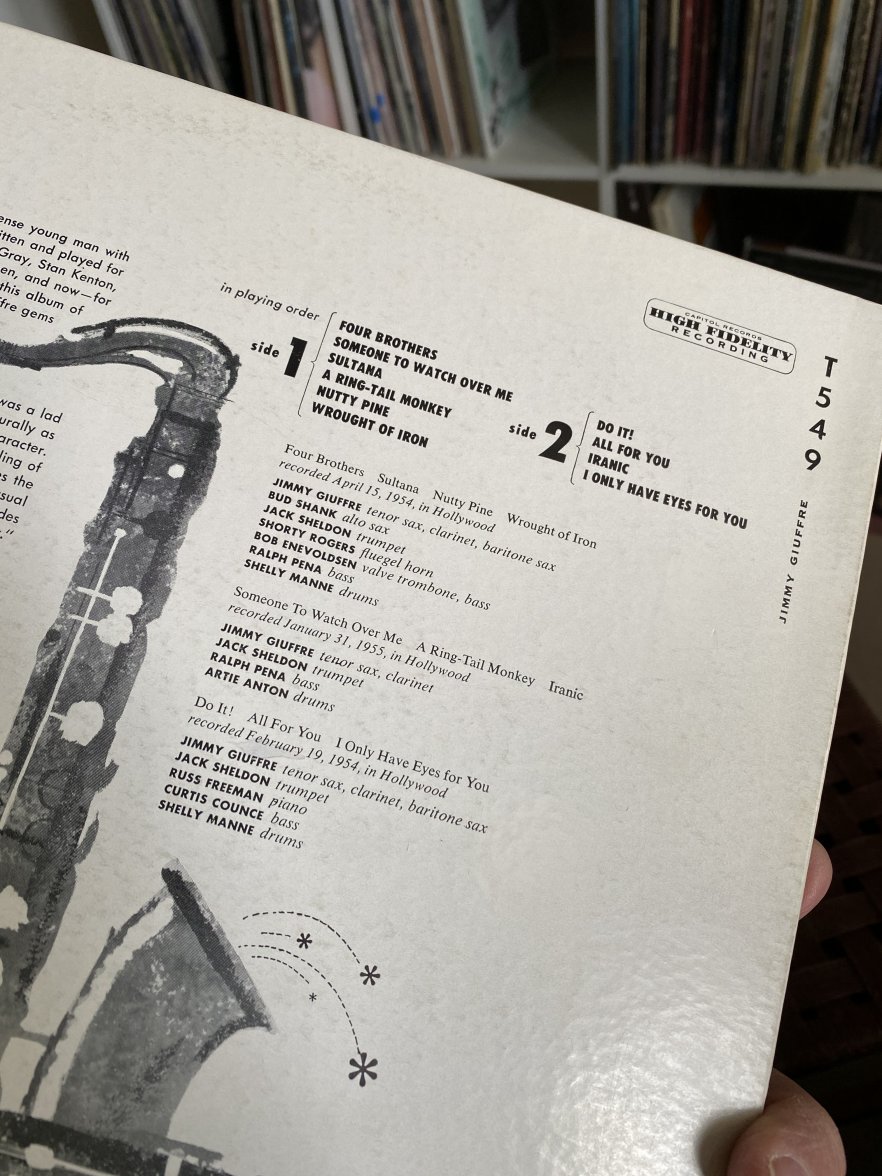 ense young man with
itten and played for
Gray, Stan Kenton,
en, and now—for
this album of
ffre gems
was a lad
urally as
aracter.
ling of
s the
sual
des
."
in playing order
side 1
FOUR BROTHERS
SOMEONE TO WATCH OVER ME
SULTANA
A RING-TAIL MONKEY
NUTTY PINE
WROUGHT OF IRON
side 2
DO IT!
ALL FOR YOU
IRANIC
I ONLY HAVE EYES FOR YOU
CAPITOL RECORDS
HIGH FIDELITY
RECORDING
T549
JIMMY GIUFFRE
Four Brothers Sultana Nutty Pine Wrought of Iron
recorded April 15, 1954, in Hollywood
JIMMY GIUFFRE tenor sax, clarinet, baritone sax
BUD SHANK alto sax
JACK SHELDON trumpet
SHORTY ROGERS fluegel horn
BOB ENEVOLDSEN valve trombone, bass
RALPH PENA bass
SHELLY MANNE drums
Someone To Watch Over Me A Ring-Tail Monkey Iranic
recorded January 31, 1955, in Hollywood
JIMMY GIUFFRE tenor sax, clarinet
JACK SHELDON trumpet
RALPH PENA bass
ARTIE ANTON drums
Do It! All For You I Only Have Eyes for You
recorded February 19, 1954, in Hollywood
JIMMY GIUFFRE tenor sax, clarinet, baritone sax
JACK SHELDON trumpet
RUSS FREEMAN piano
CURTIS COUNCE bass
SHELLY MANNE drums